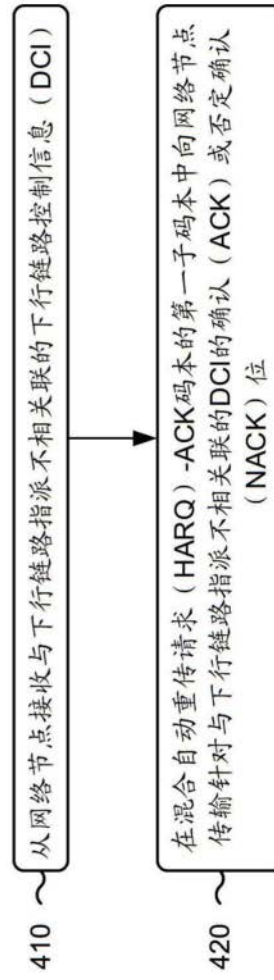 410
从网络节点接收与下行链路指派不相关联的下行链路控制信息（DCI）
420
在混合自动重传请求（HARQ）-ACK码本的第一子码本中向网络节点
传输针对与下行链路指派不相关联的DCI的确认（ACK）或否定确认
（NACK）位